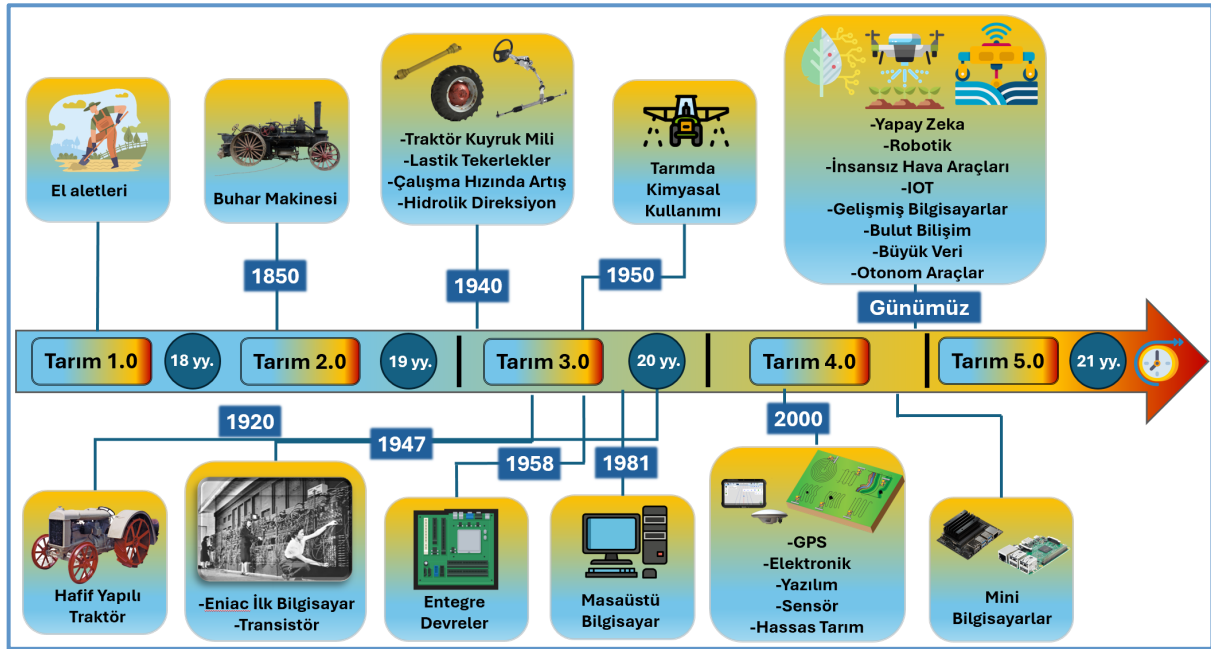 El aletleri
Buhar Makinesi
-Traktör Kuyruk Mili
-Lastik Tekerlekler
-Çalışma Hızında Artış
-Hidrolik Direksiyon
Tarımda
Kimyasal
Kullanımı
-Yapay Zeka
-Robotik
-İnsansız Hava Araçları
-IOT
-Gelişmiş Bilgisayarlar
-Bulut Bilişim
-Büyük Veri
-Otonom Araçlar
1850
1940
1950
Günümüz
Tarım 1.0
18 yy.
Tarım 2.0
19 yy.
Tarım 3.0
20 yy.
Tarım 4.0
Tarım 5.0
21 yy.
1920
1947
1958
1981
2000
Hafif Yapılı
Traktör
-Eniac İlk Bilgisayar
-Transistör
Entegre
Devreler
Masaüstü
Bilgisayar
-GPS
-Elektronik
-Yazılım
-Sensör
-Hassas Tarım
Mini
Bilgisayarlar